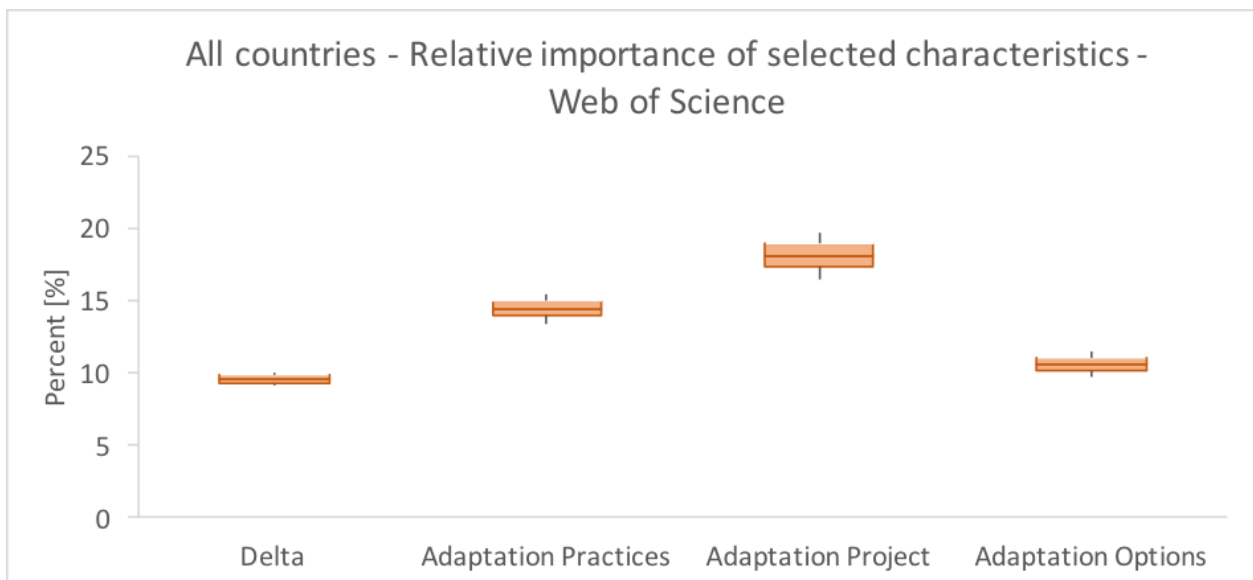 All countries - Relative importance of selected characteristics -
Web of Science
Percent [%]
25
20
15
10
5
0
Delta
Adaptation Practices
Adaptation Project
Adaptation Options